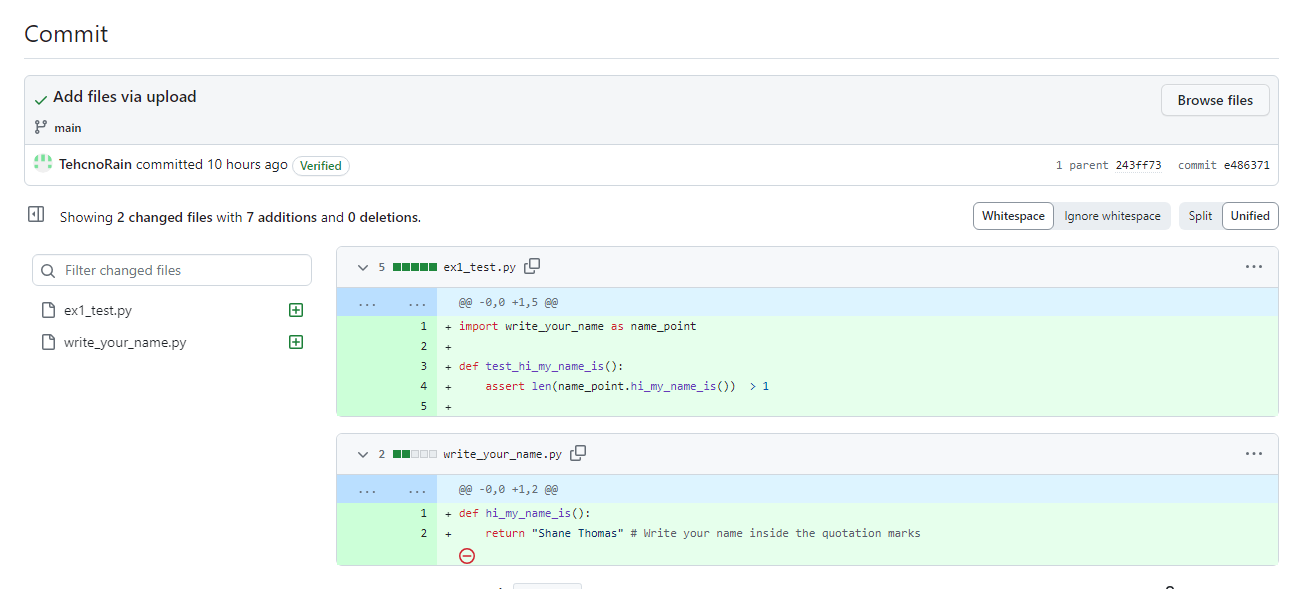 Commit
Add files via upload
Browse files
main
TehcnoRain committed 10 hours ago Verified
1 parent 243ff73 commit e486371
Showing 2 changed files with 7 additions and 0 deletions.
Whitespace Ignore whitespace Split Unified
Filter changed files
ex1_test.py
write_your_name.py
5 ex1_test.py ...
... ... @@ -0,0 +1,5 @@
1 + import write_your_name as name_point
2 +
3 + def test_hi_my_name_is():
4 +     assert len(name_point.hi_my_name_is())  > 1
5 +
2 write_your_name.py ...
... ... @@ -0,0 +1,2 @@
1 + def hi_my_name_is():
2 +     return "Shane Thomas" # Write your name inside the quotation marks